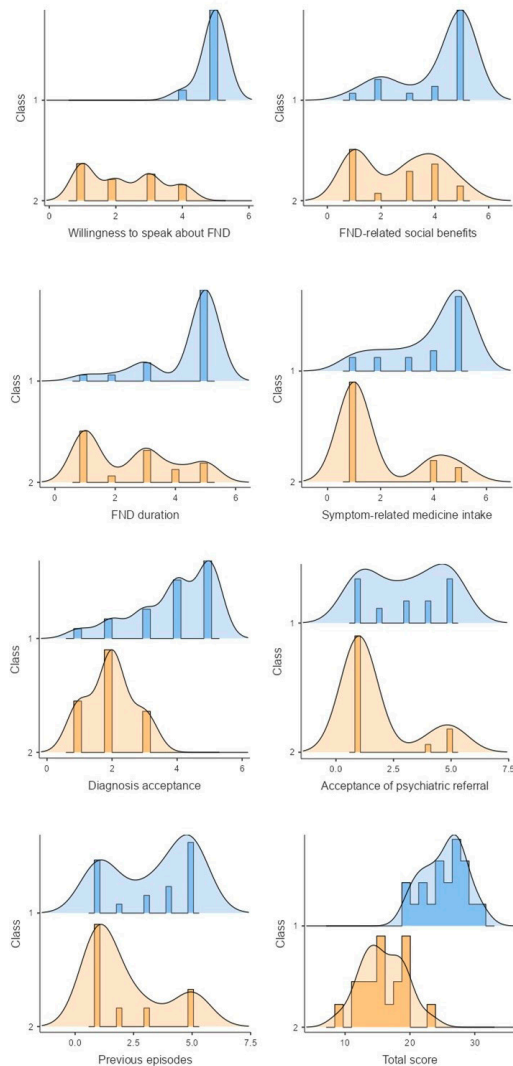 Class
1
2
0 2 4 6
Willingness to speak about FND
Class
1
2
0 2 4 6
FND-related social benefits
Class
1
2
0 2 4 6
FND duration
Class
1
2
0 2 4 6
Symptom-related medicine intake
Class
1
2
0 2 4 6
Diagnosis acceptance
Class
1
2
0.0 2.5 5.0 7.5
Acceptance of psychiatric referral
Class
1
2
0.0 2.5 5.0 7.5
Previous episodes
Class
1
2
10 20 30
Total score